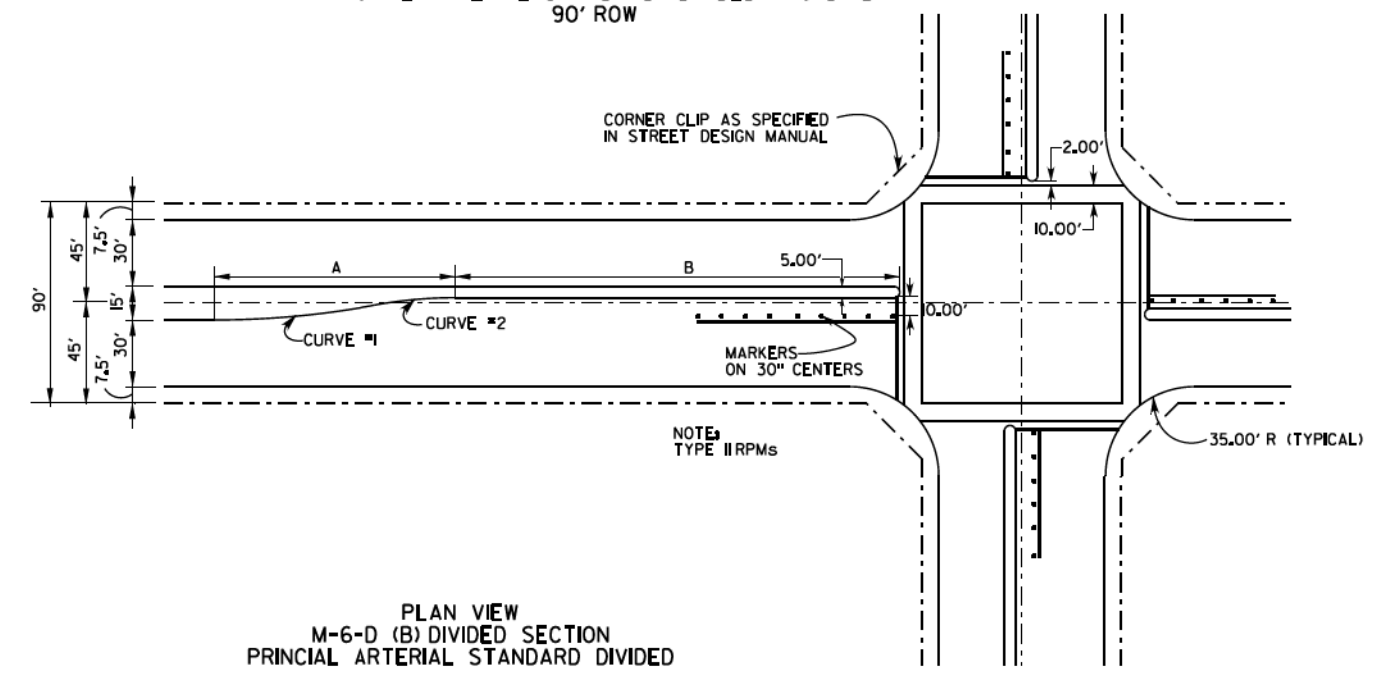 90' ROW
CORNER CLIP AS SPECIFIED
IN STREET DESIGN MANUAL
2.00'
10.00'
90'
45'
45'
7.5'
30'
15'
30'
7.5'
A
B
5.00'
10.00'
CURVE #1
CURVE #2
MARKERS
ON 30" CENTERS
NOTE:
TYPE II RPMs
35.00' R (TYPICAL)
PLAN VIEW
M-6-D (B) DIVIDED SECTION
PRINCIAL ARTERIAL STANDARD DIVIDED